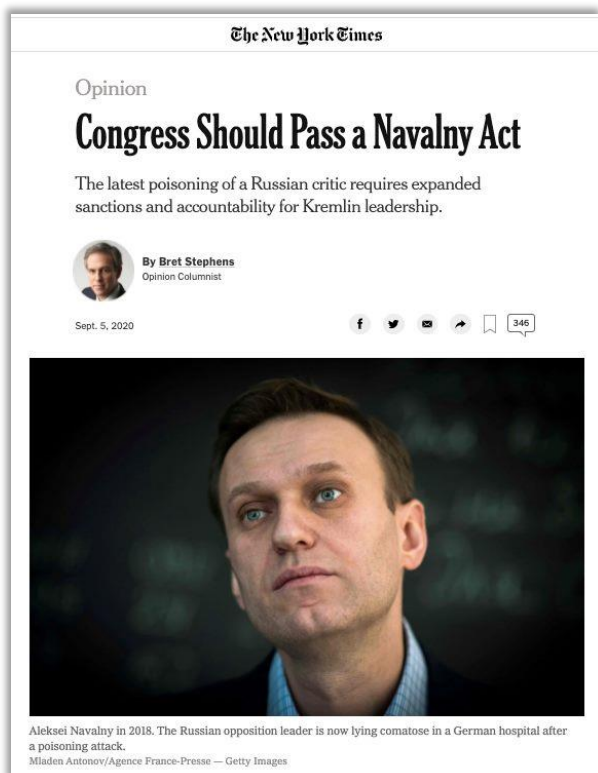 The New York Times
Opinion
Congress Should Pass a Navalny Act
The latest poisoning of a Russian critic requires expanded
sanctions and accountability for Kremlin leadership.
By Bret Stephens
Opinion Columnist
Sept. 5, 2020
346
Aleksei Navalny in 2018. The Russian opposition leader is now lying comatose in a German hospital after
a poisoning attack.
Mladen Antonov/Agence France-Presse — Getty Images